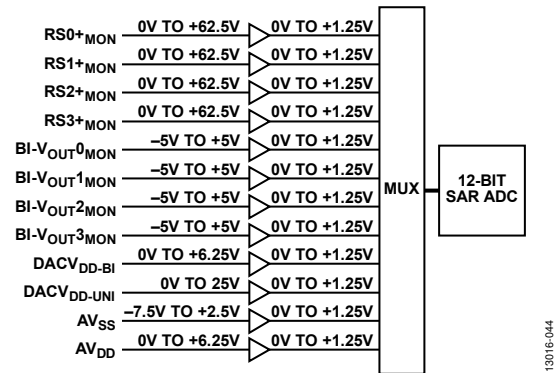 RS0+MON 0V TO +62.5V 0V TO +1.25V
RS1+MON 0V TO +62.5V 0V TO +1.25V
RS2+MON 0V TO +62.5V 0V TO +1.25V
RS3+MON 0V TO +62.5V 0V TO +1.25V
BI-VOUT0MON –5V TO +5V 0V TO +1.25V
BI-VOUT1MON –5V TO +5V 0V TO +1.25V
BI-VOUT2MON –5V TO +5V 0V TO +1.25V
BI-VOUT3MON –5V TO +5V 0V TO +1.25V
DACVDD-BI 0V TO +6.25V 0V TO +1.25V
DACVDD-UNI 0V TO 25V 0V TO +1.25V
AVSS –7.5V TO +2.5V 0V TO +1.25V
AVDD 0V TO +6.25V 0V TO +1.25V
MUX
12-BIT
SAR ADC
13016-044